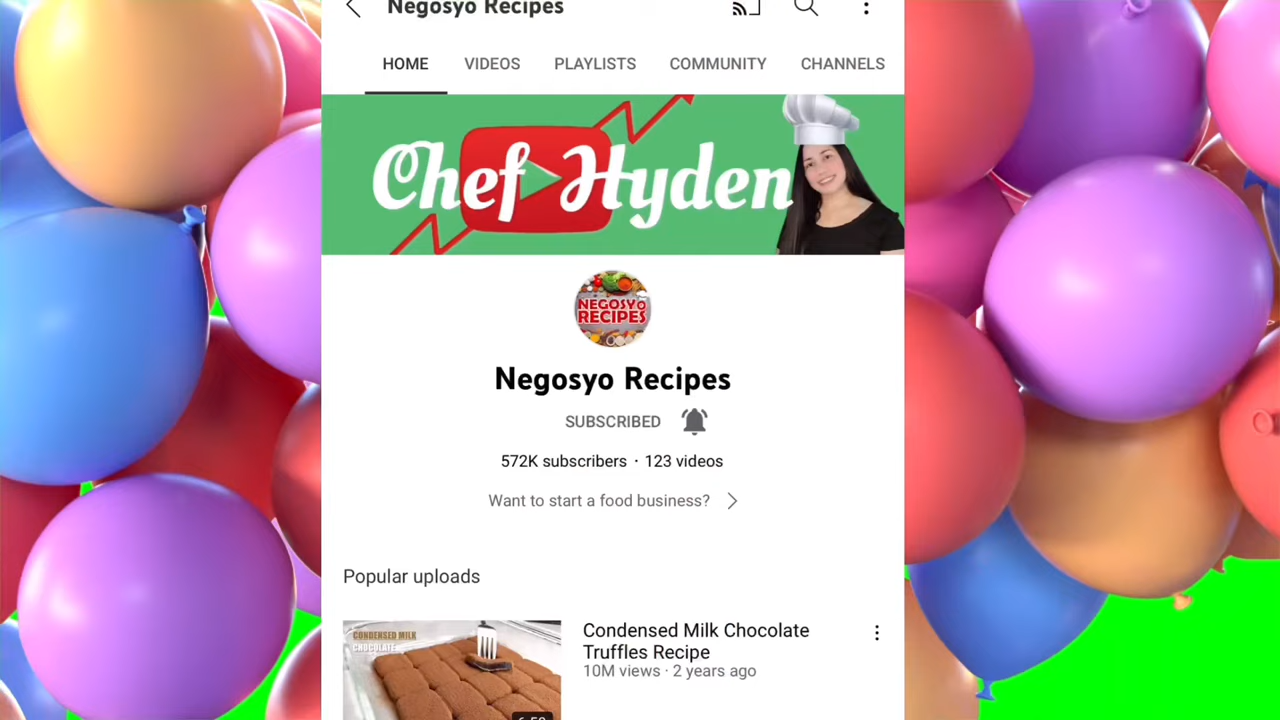 Negosyo Recipes
HOME VIDEOS PLAYLISTS COMMUNITY CHANNELS
Chef Hyden
NEGOSYO
RECIPES
Negosyo Recipes
SUBSCRIBED
572K subscribers · 123 videos
Want to start a food business?
Popular uploads
CONDENSED MILK
CHOCOLATE
Condensed Milk Chocolate
Truffles Recipe
10M views · 2 years ago